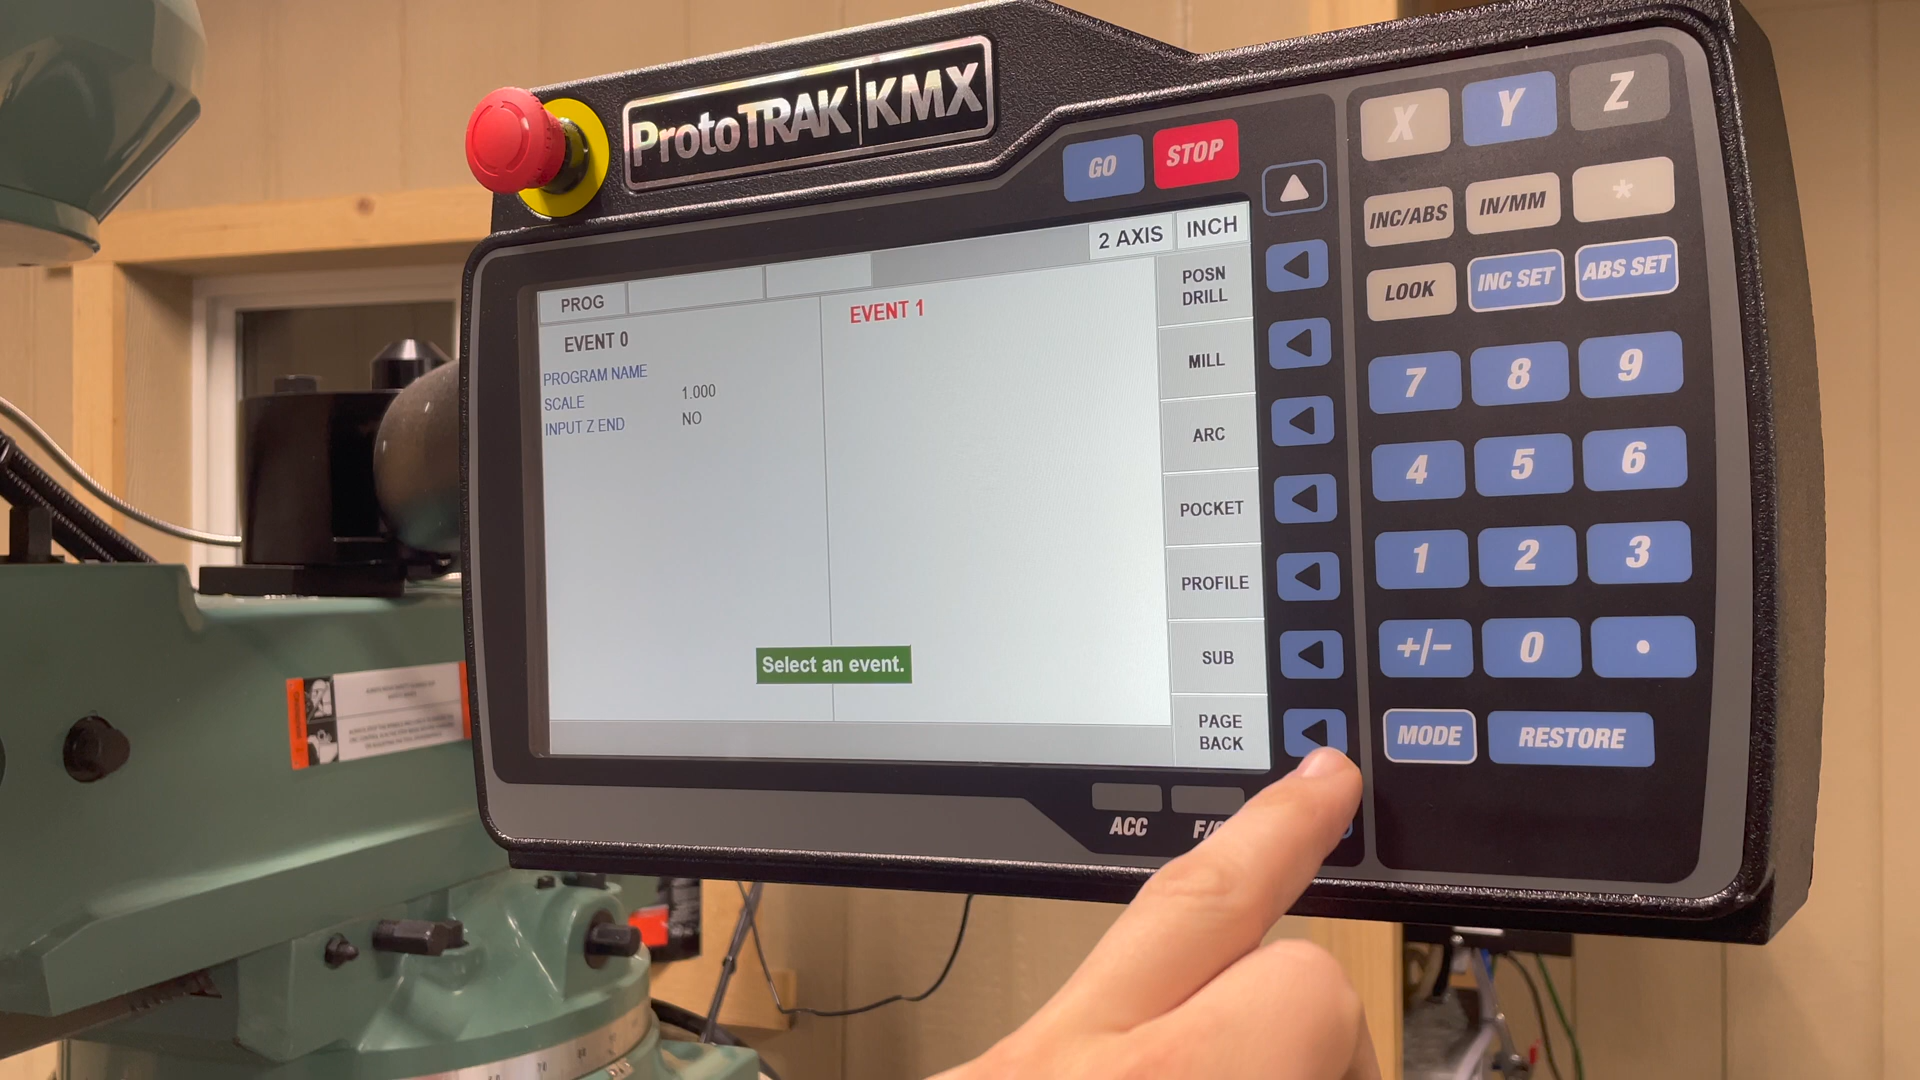 ProtoTRAK KMX
GO
STOP
2 AXIS
INCH
PROG
EVENT 0
PROGRAM NAME
SCALE 1.000
INPUT Z END NO
EVENT 1
Select an event.
POSN
DRILL
MILL
ARC
POCKET
PROFILE
SUB
PAGE
BACK
ACC
X Y Z
INC/ABS IN/MM *
LOOK INC SET ABS SET
7 8 9
4 5 6
1 2 3
+/- 0 .
MODE RESTORE